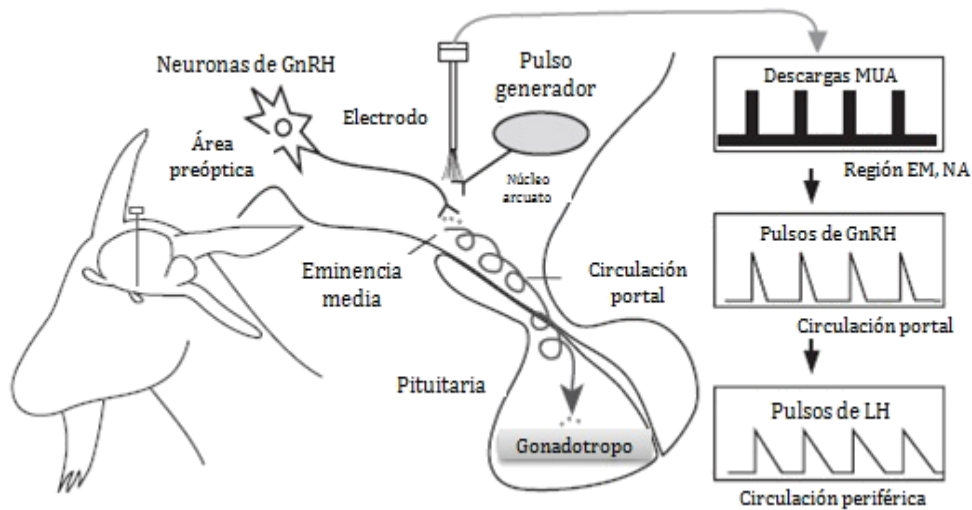 Neuronas de GnRH
Área
preóptica
Electrodo
Pulso
generador
Núcleo
arcuato
Eminencia
media
Circulación
portal
Pituitaria
Gonadotropo
Descargas MUA
Región EM, NA
Pulsos de GnRH
Circulación portal
Pulsos de LH
Circulación periférica